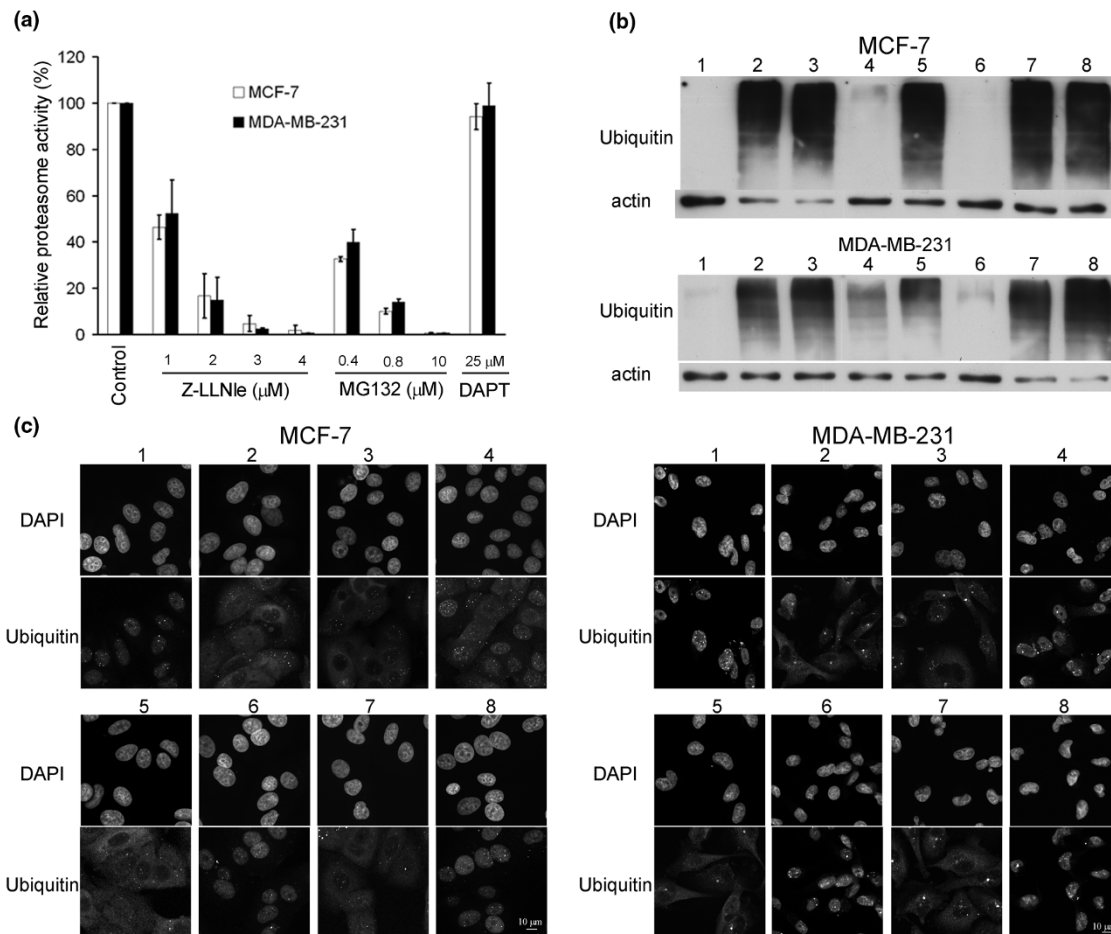 (a)
120
100
80
60
40
20
0
Relative proteasome activity (%)
MCF-7
MDA-MB-231
Control
1 2 3 4
0.4 0.8 10
25 μM
Z-LLNle (μM)
MG132 (μM)
DAPT
(b)
MCF-7
1 2 3 4 5 6 7 8
Ubiquitin
actin
MDA-MB-231
1 2 3 4 5 6 7 8
Ubiquitin
actin
(c)
MCF-7
1 2 3 4
DAPI
Ubiquitin
5 6 7 8
DAPI
Ubiquitin
10 μm
MDA-MB-231
1 2 3 4
DAPI
Ubiquitin
5 6 7 8
DAPI
Ubiquitin
10 μm